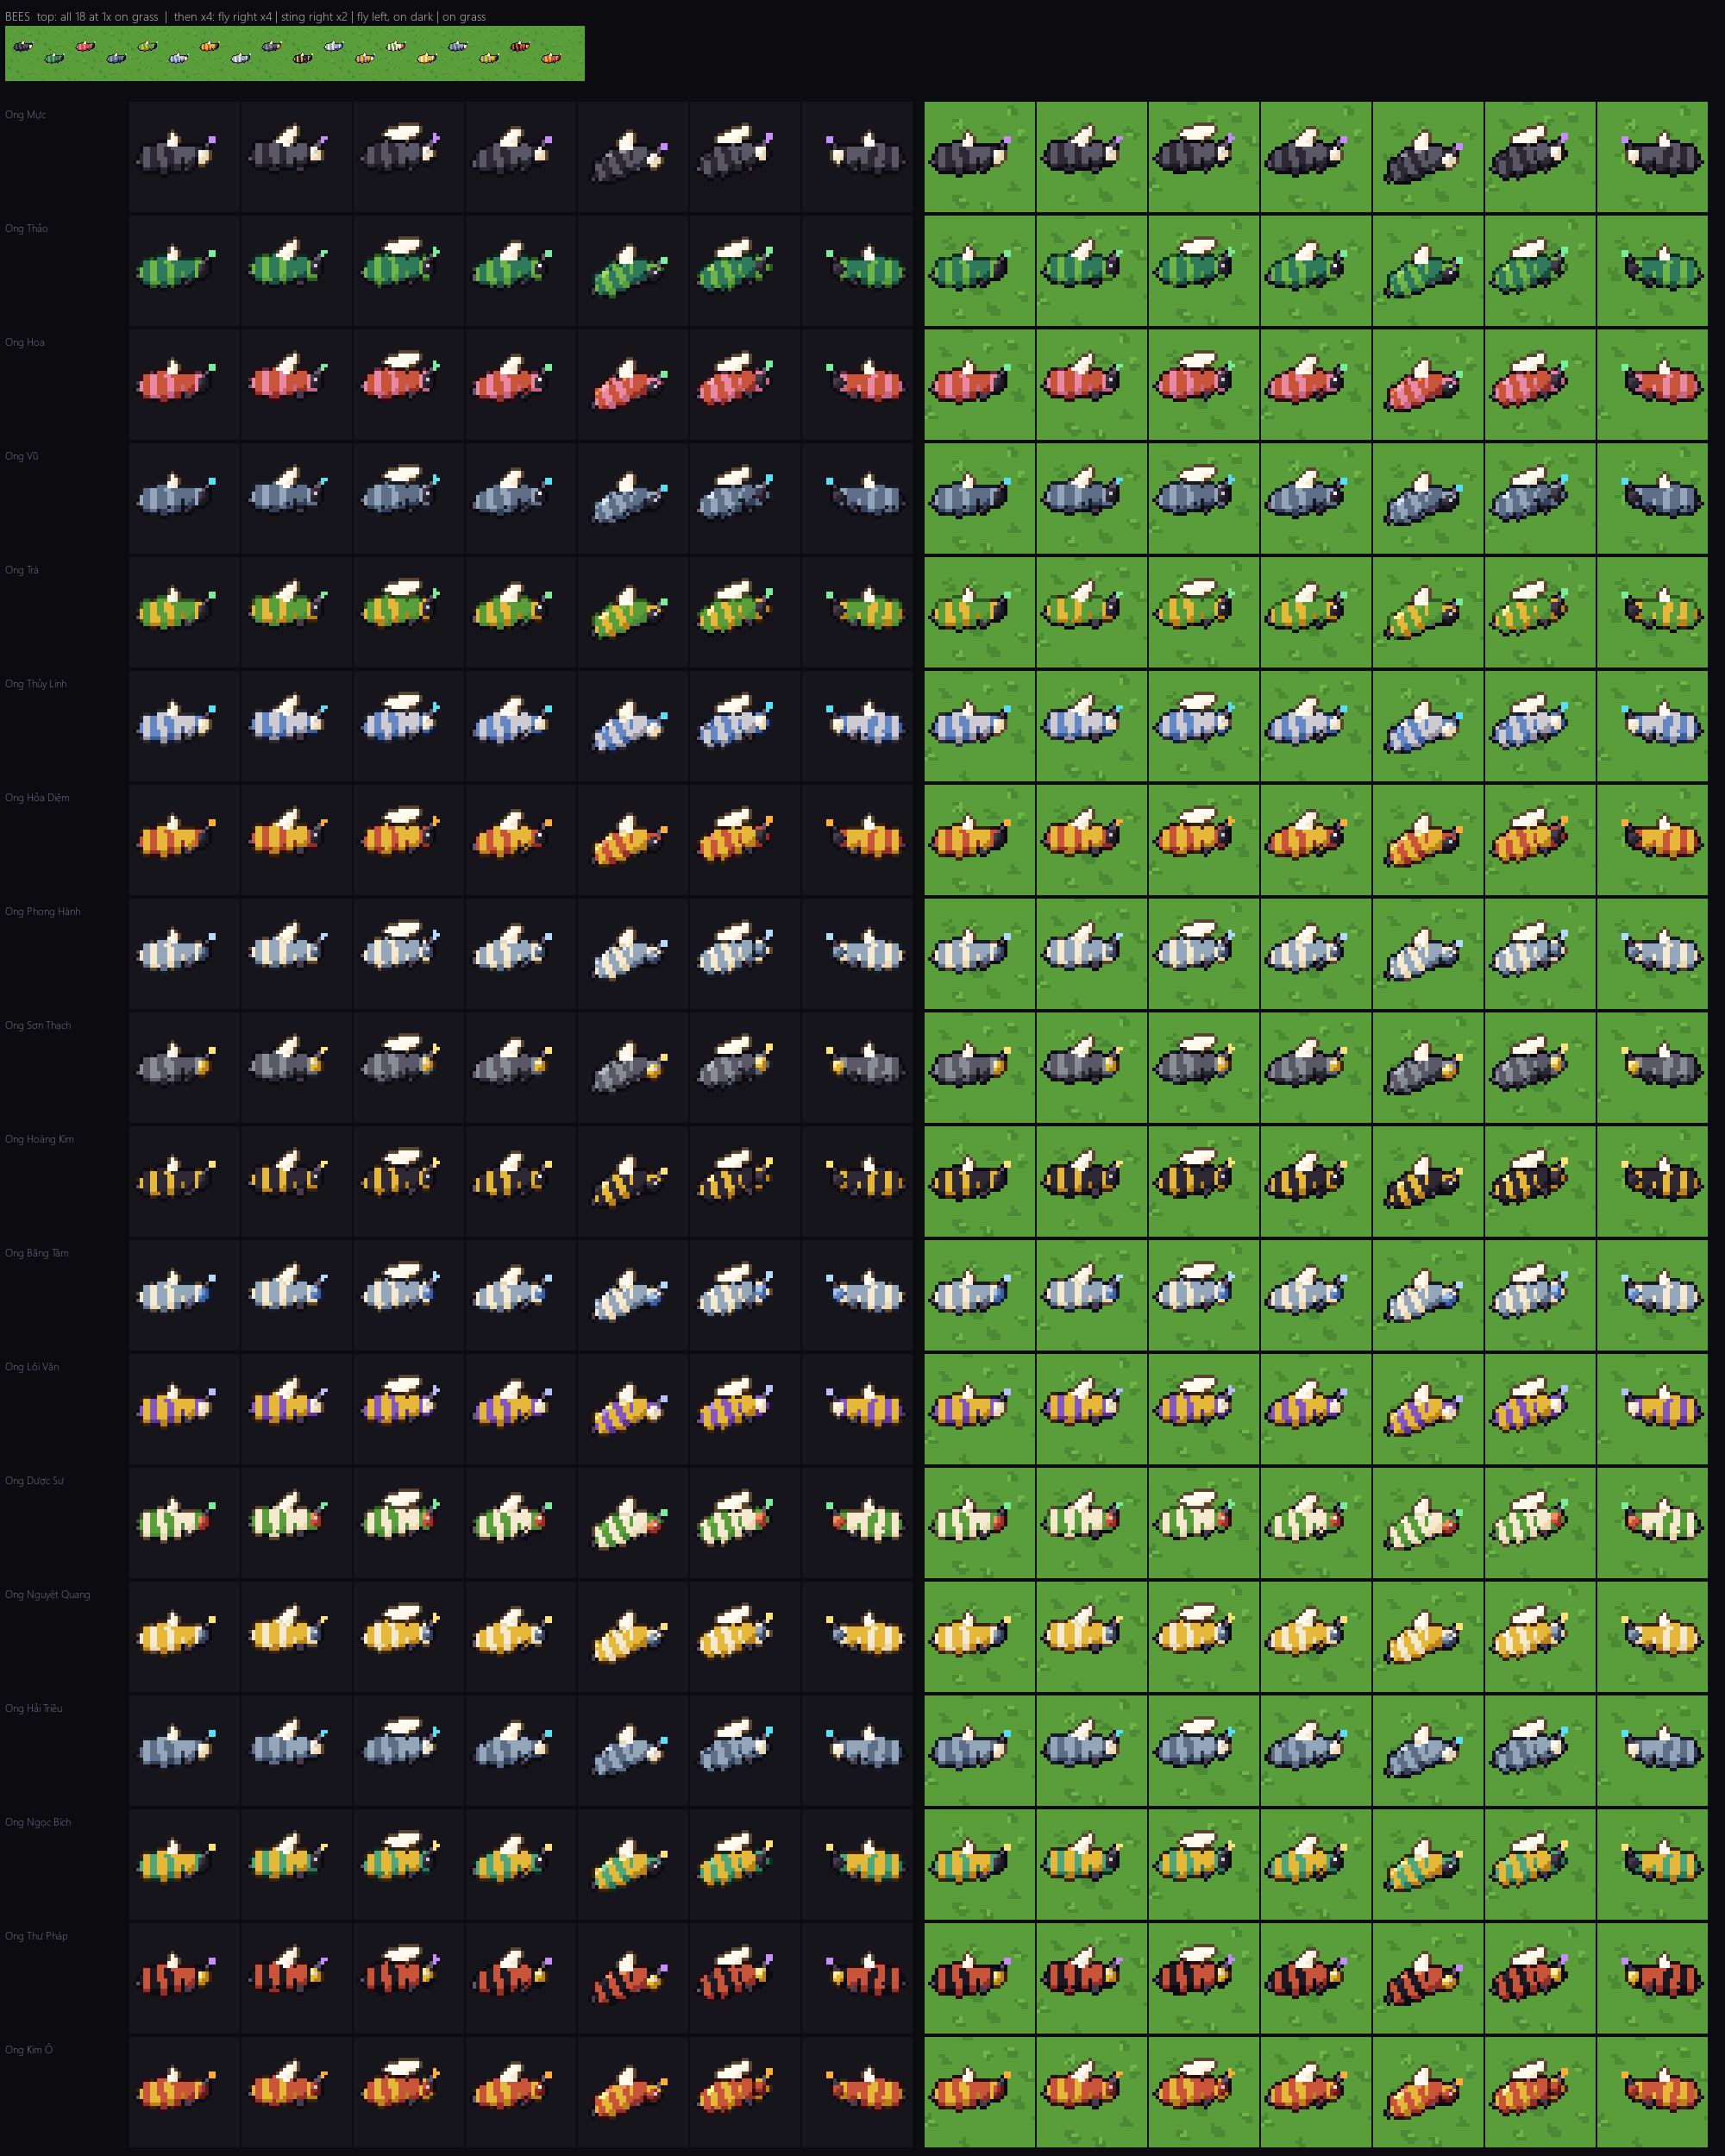 BEES  top: all 18 at 1x on grass  |  then x4: fly right x4 | sting right x2 | fly left, on dark | on grass
Ong Mực
Ong Thảo
Ong Hoa
Ong Vũ
Ong Trà
Ong Thủy Linh
Ong Hỏa Diệm
Ong Phong Hành
Ong Sơn Thạch
Ong Hoàng Kim
Ong Băng Tâm
Ong Lôi Vân
Ong Dược Sư
Ong Nguyệt Quang
Ong Hải Triều
Ong Ngọc Bích
Ong Thư Pháp
Ong Kim Ô